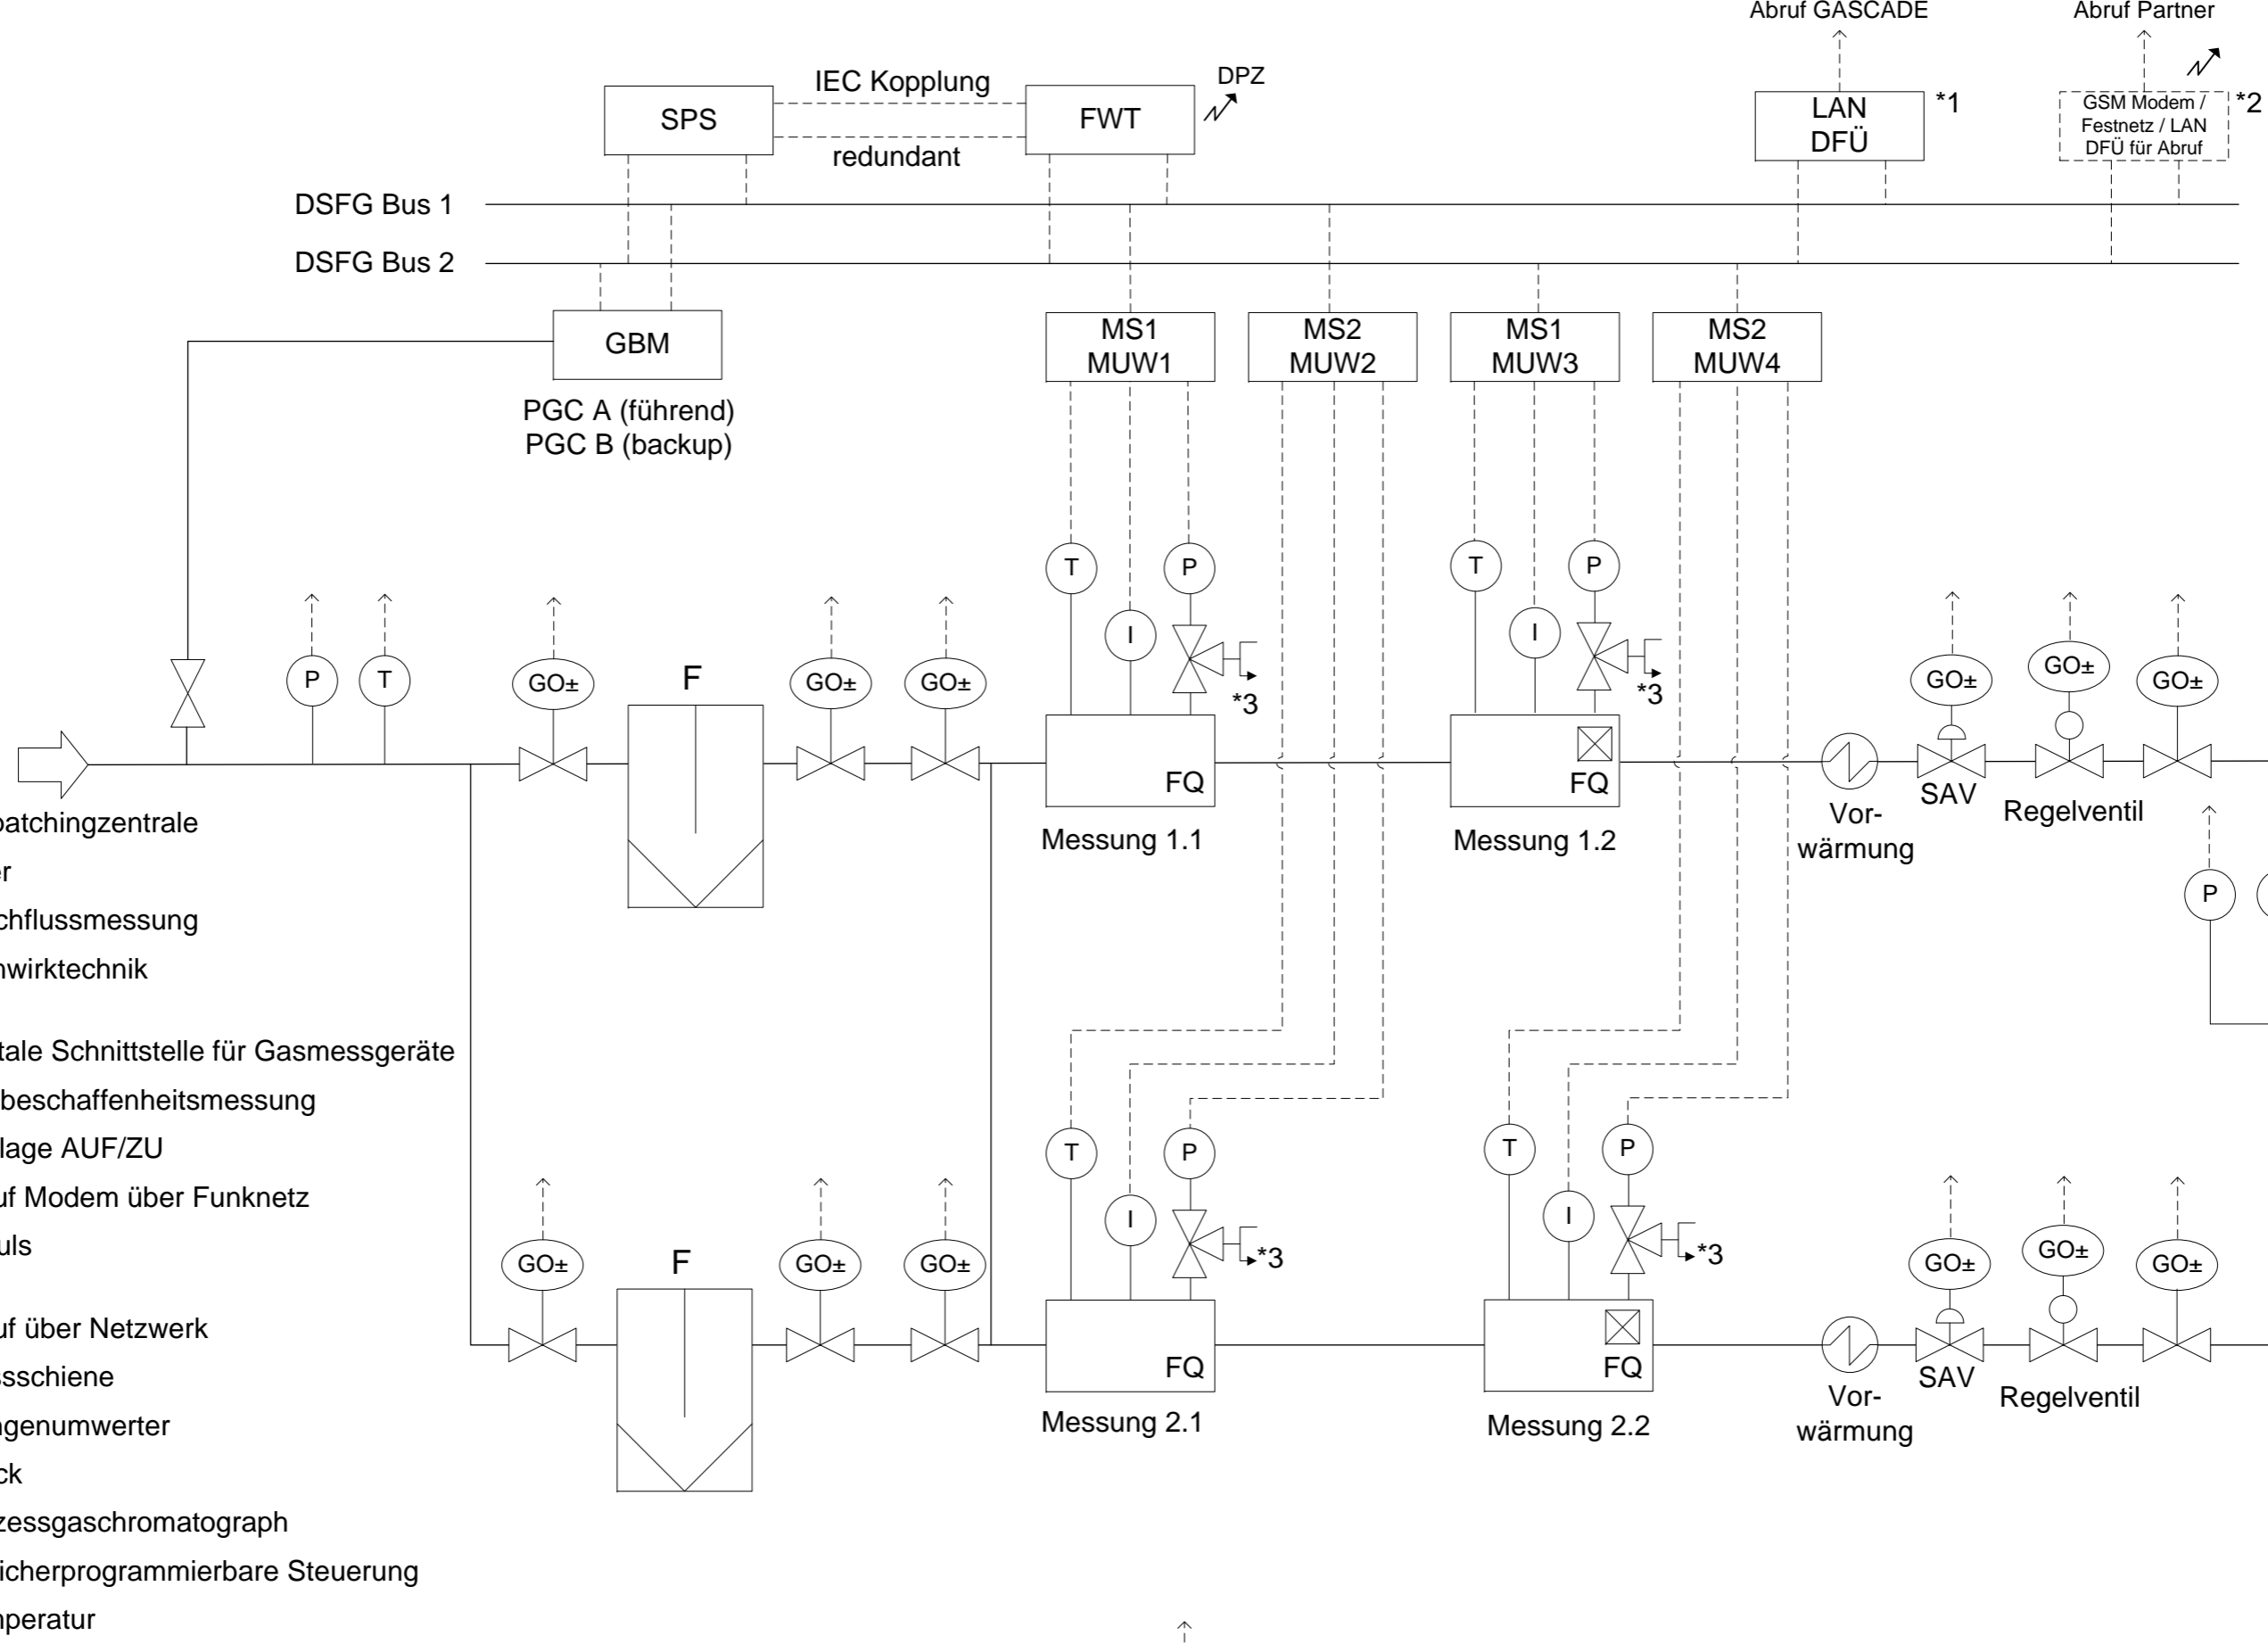 Abruf GASCADE
Abruf Partner
DPZ
IEC Kopplung
SPS
FWT
redundant
LAN
DFÜ
*1
GSM Modem /
Festnetz / LAN
DFÜ für Abruf
*2
DSFG Bus 1
DSFG Bus 2
GBM
PGC A (führend)
PGC B (backup)
MS1
MUW1
MS2
MUW2
MS1
MUW3
MS2
MUW4
T
P
I
*3
T
P
I
*3
P
T
GO±
F
GO±
GO±
GO±
GO±
GO±
FQ
FQ
Messung 1.1
Messung 1.2
Vor-
wärmung
SAV
Regelventil
P
patchingzentrale
er
chflussmessung
nwirktechnik
tale Schnittstelle für Gasmessgeräte
beschaffenheitsmessung
lage AUF/ZU
uf Modem über Funknetz
uls
uf über Netzwerk
ssschiene
ngenumwerter
ck
zessgaschromatograph
icherprogrammierbare Steuerung
nperatur
T
P
I
*3
T
P
I
*3
GO±
F
GO±
GO±
GO±
GO±
GO±
FQ
FQ
Messung 2.1
Messung 2.2
Vor-
wärmung
SAV
Regelventil